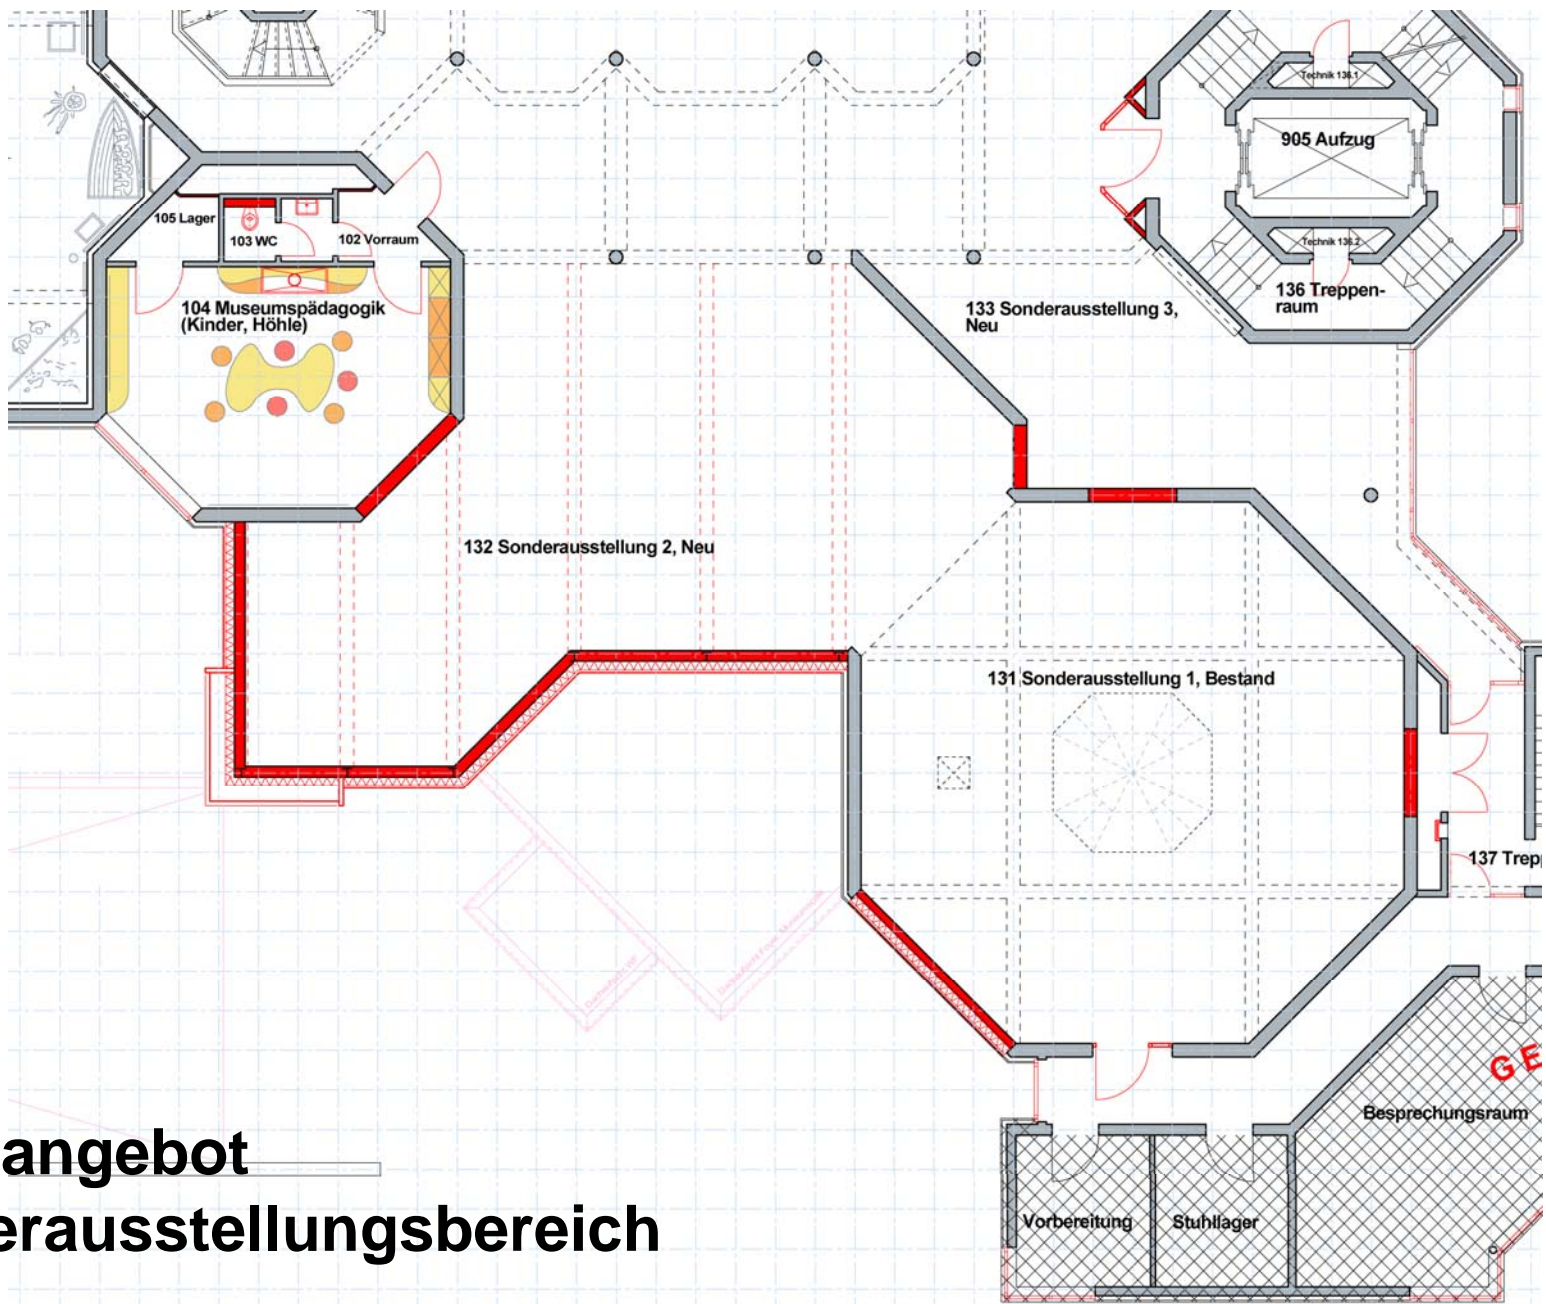 Technik 136.1
905 Aufzug
105 Lager
103 WC
102 Vorraum
Technik 136.2
104 Museumspädagogik
(Kinder, Höhle)
133 Sonderausstellung 3,
Neu
136 Treppen-
raum
132 Sonderausstellung 2, Neu
131 Sonderausstellung 1, Bestand
137 Trep
GE
Besprechungsraum
angebot
erausstellungsbereich
Vorbereitung
Stuhllager